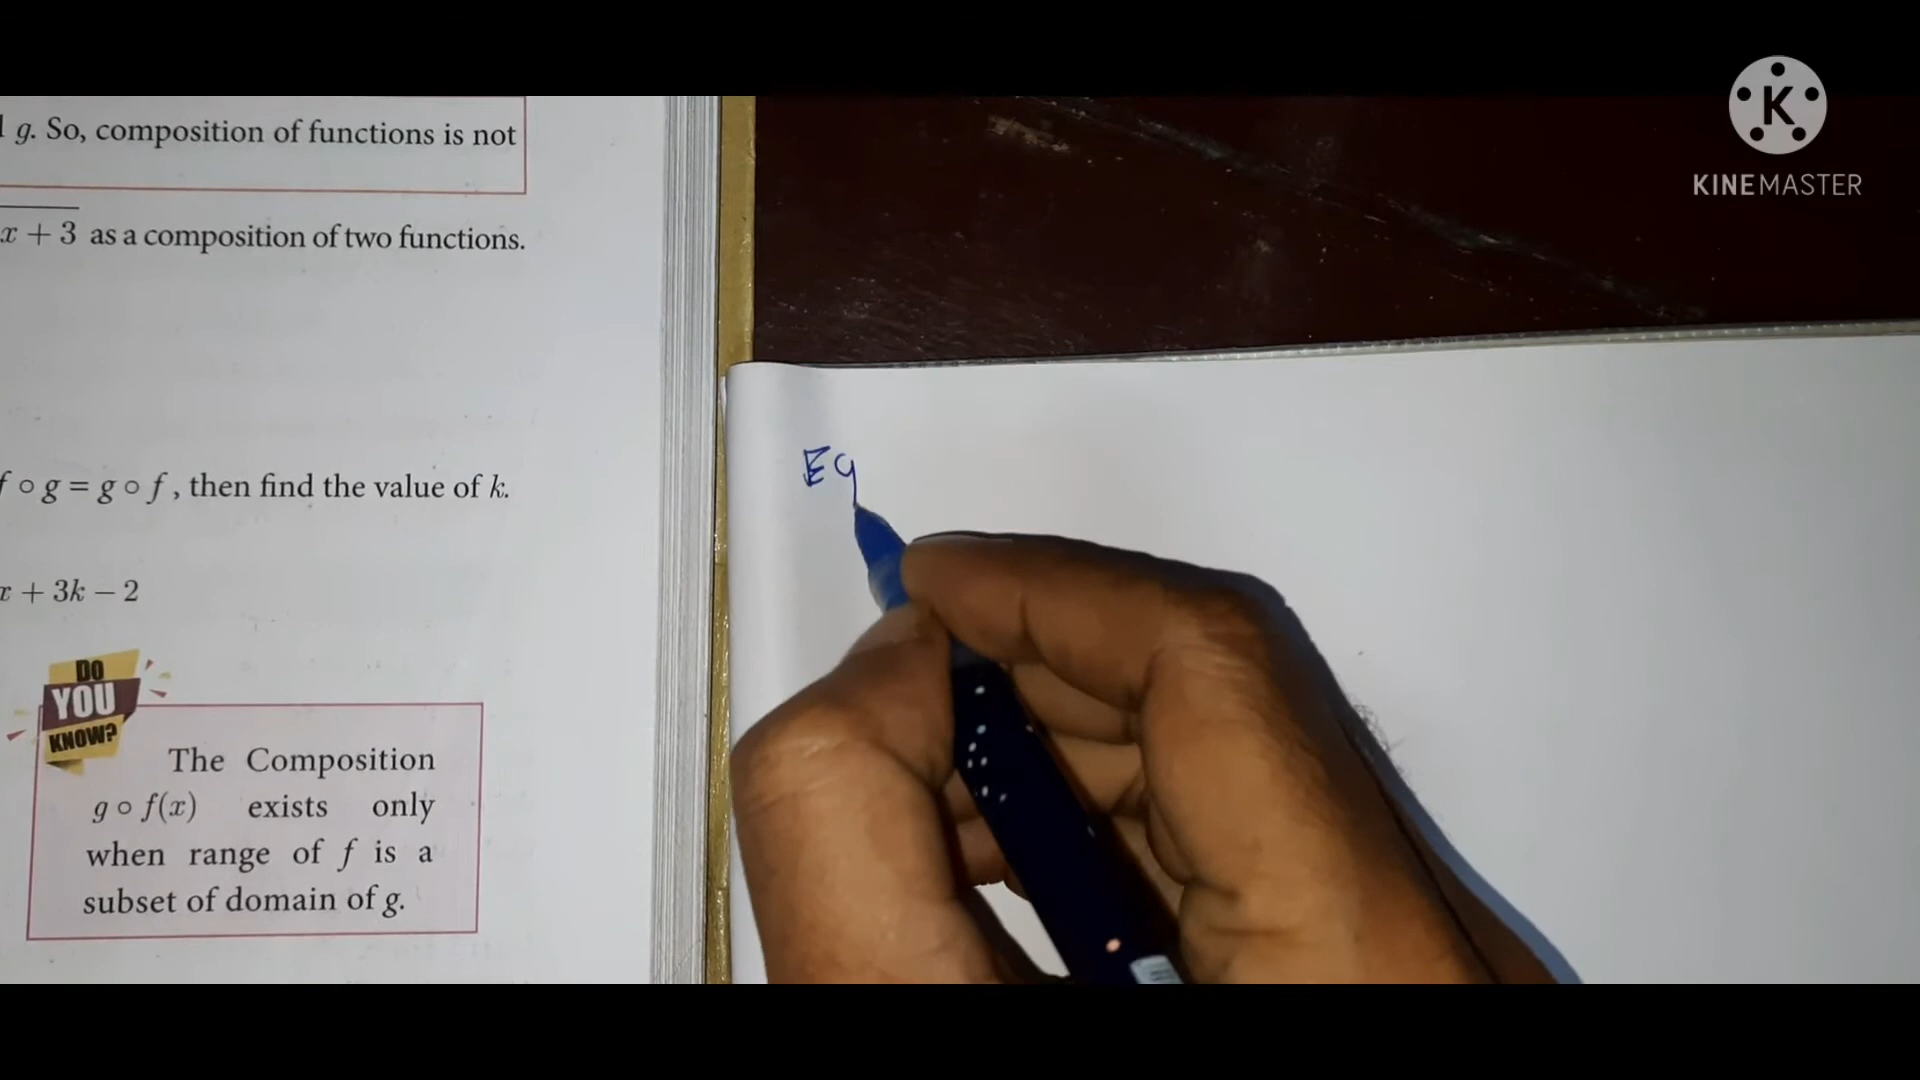 g. So, composition of functions is not
x + 3 as a composition of two functions.
f ∘ g = g ∘ f, then find the value of k.
x + 3k − 2
DO
YOU
KNOW?
The Composition
g ∘ f(x) exists only
when range of f is a
subset of domain of g.
Eg
K
KINEMASTER